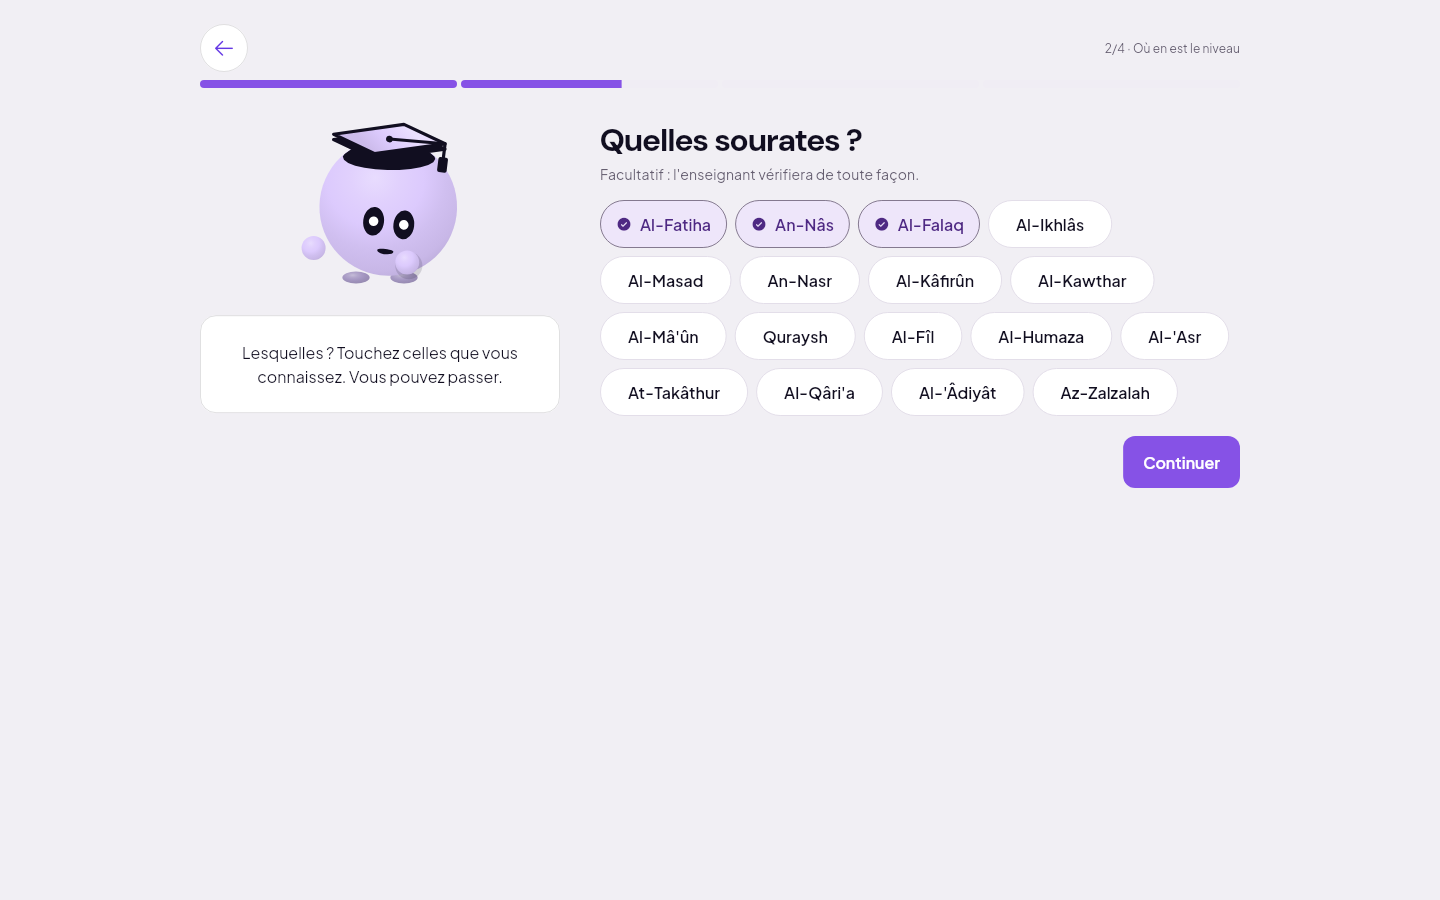 2/4 · Où en est le niveau
Quelles sourates ?
Facultatif : l'enseignant vérifiera de toute façon.
Al-Fatiha
An-Nâs
Al-Falaq
Al-Ikhlâs
Al-Masad
An-Nasr
Al-Kâfirûn
Al-Kawthar
Al-Mâ'ûn
Quraysh
Al-Fîl
Al-Humaza
Al-'Asr
At-Takâthur
Al-Qâri'a
Al-'Âdiyât
Az-Zalzalah
Lesquelles ? Touchez celles que vous
connaissez. Vous pouvez passer.
Continuer